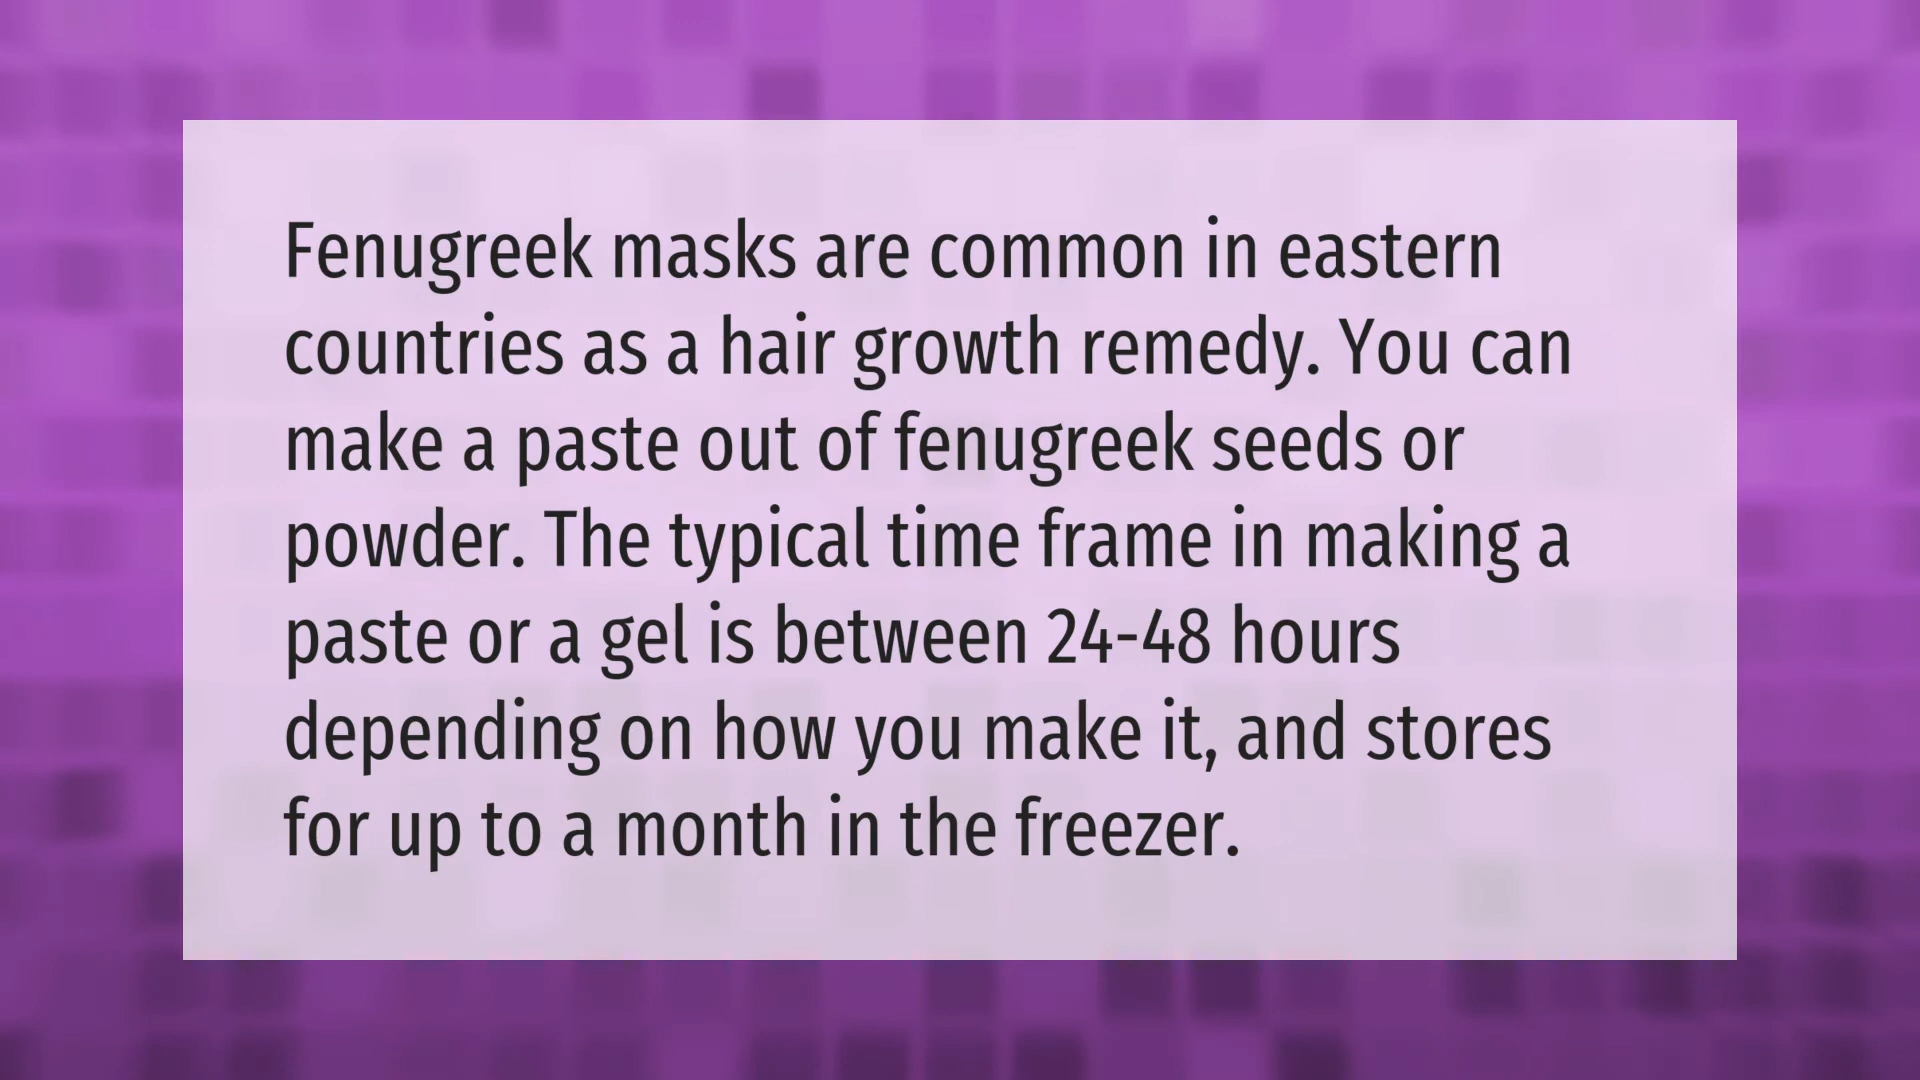 Fenugreek masks are common in eastern
countries as a hair growth remedy. You can
make a paste out of fenugreek seeds or
powder. The typical time frame in making a
paste or a gel is between 24-48 hours
depending on how you make it, and stores
for up to a month in the freezer.